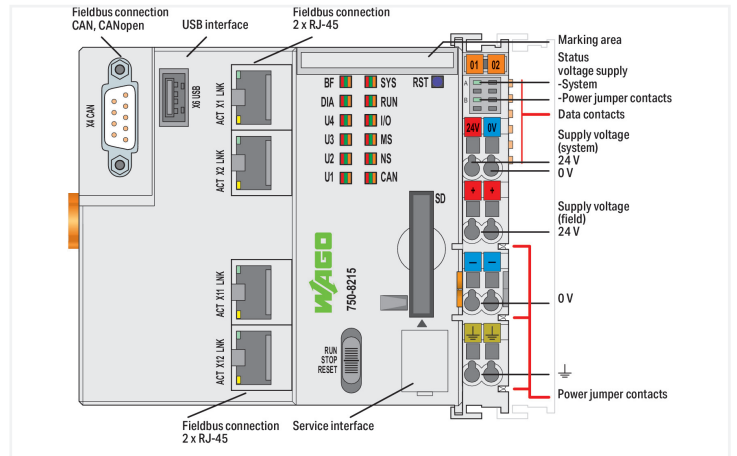 Fieldbus connection
CAN, CANopen
USB interface
Fieldbus connection
2 x RJ-45
Marking area
Status
voltage supply
-System
-Power jumper contacts
Data contacts
Supply voltage
(system)
24 V
0 V
Supply voltage
(field)
24 V
0 V
Power jumper contacts
X4 CAN
X6 USB
ACT X1 LNK
ACT X2 LNK
ACT X11 LNK
ACT X12 LNK
BF SYS RST
DIA RUN
U4 I/O
U3 MS
U2 NS
U1 CAN
SD
WAGO
750-8215
RUN
STOP
RESET
01 02
A
B
24V 0V
+ +
— —
Fieldbus connection
2 x RJ-45
Service interface